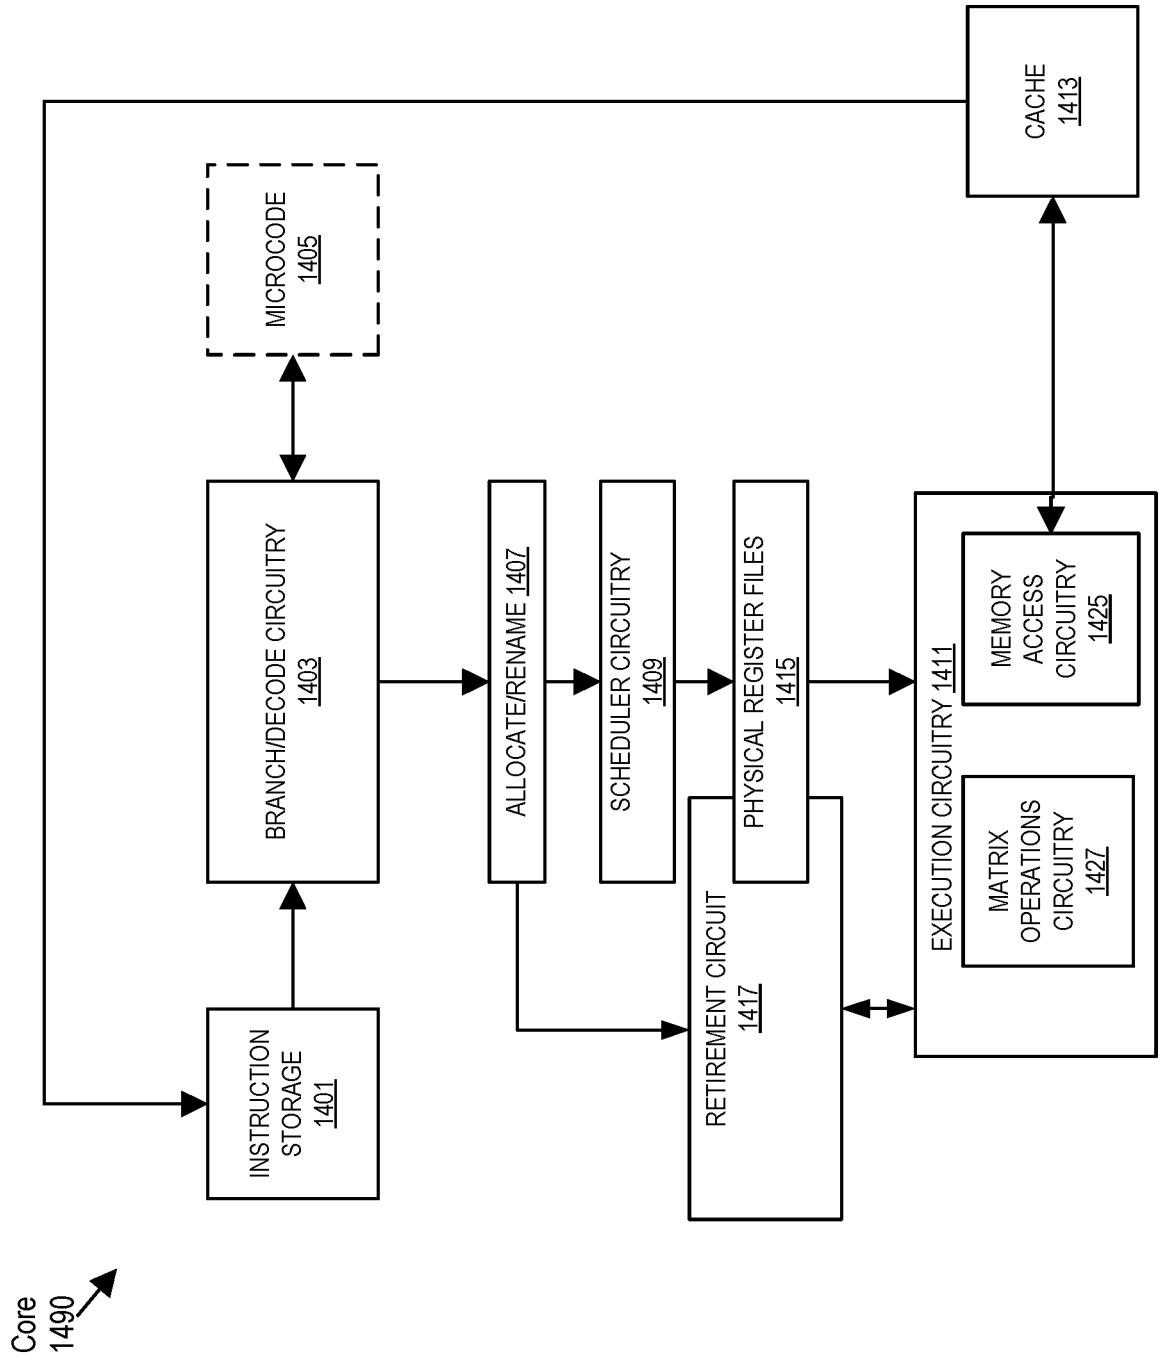 Core
1490
INSTRUCTION
STORAGE
1401
BRANCH/DECODE CIRCUITRY
1403
MICROCODE
1405
ALLOCATE/RENAME 1407
SCHEDULER CIRCUITRY
1409
PHYSICAL REGISTER FILES
1415
RETIREMENT CIRCUIT
1417
EXECUTION CIRCUITRY 1411
MATRIX
OPERATIONS
CIRCUITRY
1427
MEMORY
ACCESS
CIRCUITRY
1425
CACHE
1413